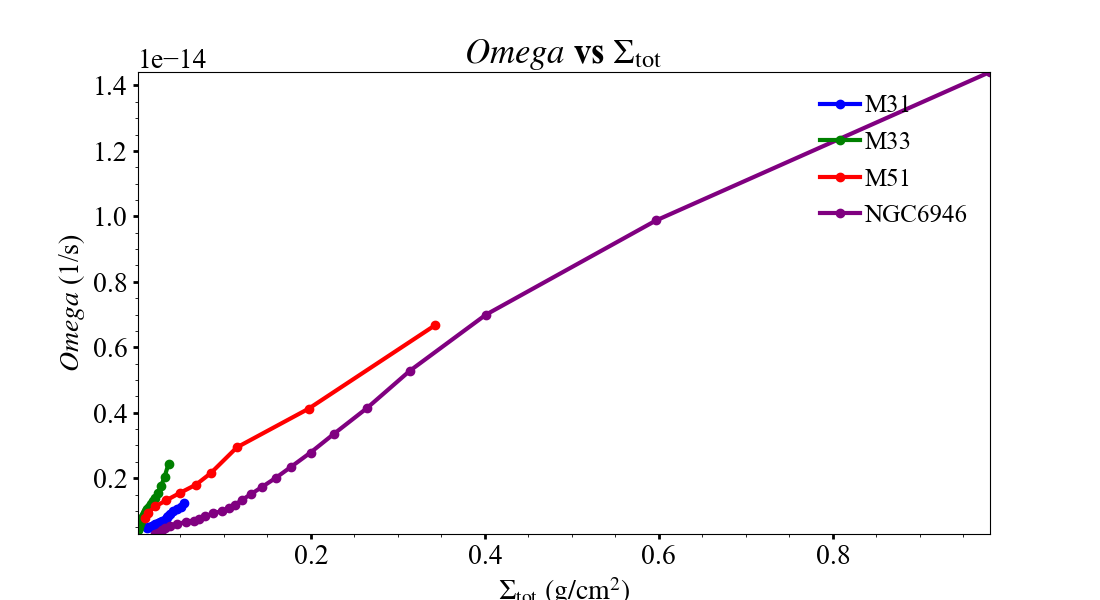 Omega vs Σtot
1e−14
1.4
1.2
1.0
0.8
0.6
0.4
0.2
Omega (1/s)
M31
M33
M51
NGC6946
0.2 0.4 0.6 0.8
Σtot (g/cm²)